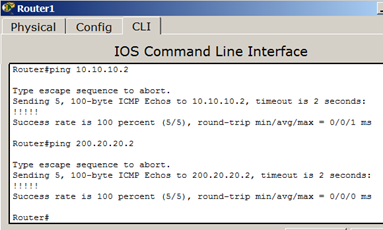 Router1
Physical Config CLI
IOS Command Line Interface
Router#ping 10.10.10.2
Type escape sequence to abort.
Sending 5, 100-byte ICMP Echos to 10.10.10.2, timeout is 2 seconds:
!!!!!
Success rate is 100 percent (5/5), round-trip min/avg/max = 0/0/1 ms
Router#ping 200.20.20.2
Type escape sequence to abort.
Sending 5, 100-byte ICMP Echos to 200.20.20.2, timeout is 2 seconds:
!!!!!
Success rate is 100 percent (5/5), round-trip min/avg/max = 0/0/0 ms
Router#